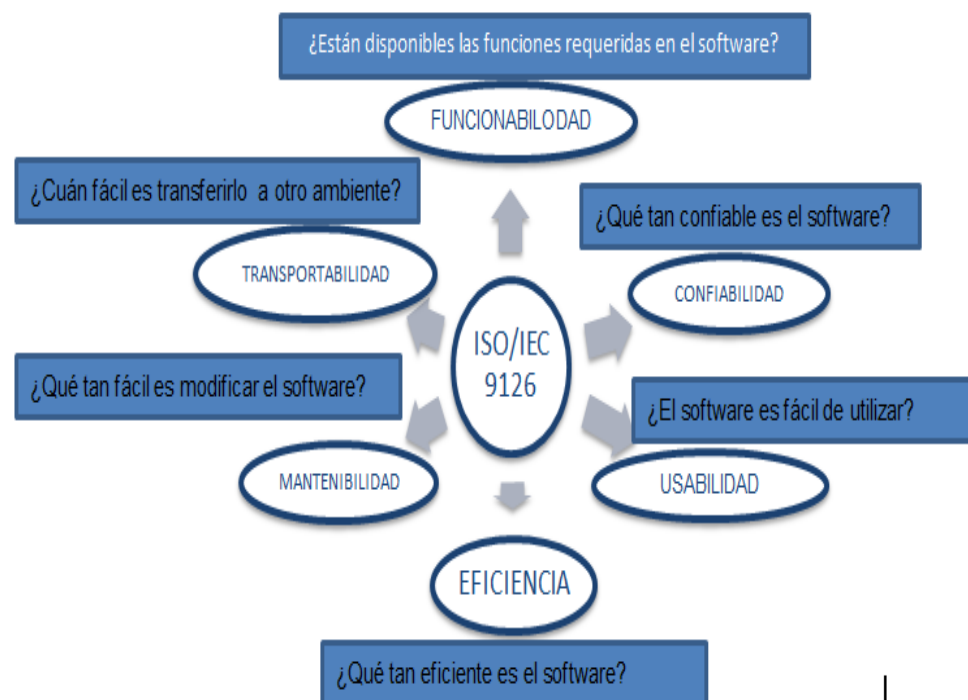 ¿Están disponibles las funciones requeridas en el software?
FUNCIONABILODAD
¿Cuán fácil es transferirlo a otro ambiente?
TRANSPORTABILIDAD
¿Qué tan confiable es el software?
CONFIABILIDAD
ISO/IEC
9126
¿Qué tan fácil es modificar el software?
MANTENIBILIDAD
¿El software es fácil de utilizar?
USABILIDAD
EFICIENCIA
¿Qué tan eficiente es el software?